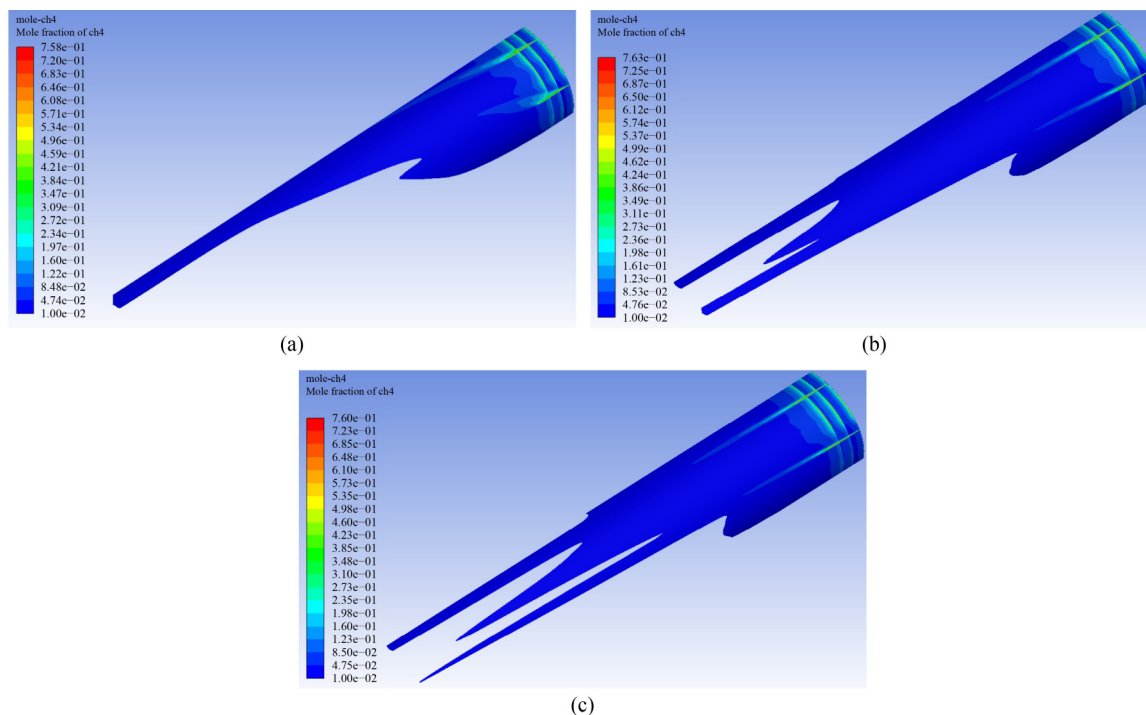 mole-ch4
Mole fraction of ch4
7.58e-01
7.20e-01
6.83e-01
6.46e-01
6.08e-01
5.71e-01
5.34e-01
4.96e-01
4.59e-01
4.21e-01
3.84e-01
3.47e-01
3.09e-01
2.72e-01
2.34e-01
1.97e-01
1.60e-01
1.22e-01
8.48e-02
4.74e-02
1.00e-02
(a)
mole-ch4
Mole fraction of ch4
7.63e-01
7.25e-01
6.87e-01
6.50e-01
6.12e-01
5.74e-01
5.37e-01
4.99e-01
4.62e-01
4.24e-01
3.86e-01
3.49e-01
3.11e-01
2.73e-01
2.36e-01
1.98e-01
1.61e-01
1.23e-01
8.53e-02
4.76e-02
1.00e-02
(b)
mole-ch4
Mole fraction of ch4
7.60e-01
7.23e-01
6.85e-01
6.48e-01
6.10e-01
5.73e-01
5.35e-01
4.98e-01
4.60e-01
4.23e-01
3.85e-01
3.48e-01
3.10e-01
2.73e-01
2.35e-01
1.98e-01
1.60e-01
1.23e-01
8.50e-02
4.75e-02
1.00e-02
(c)